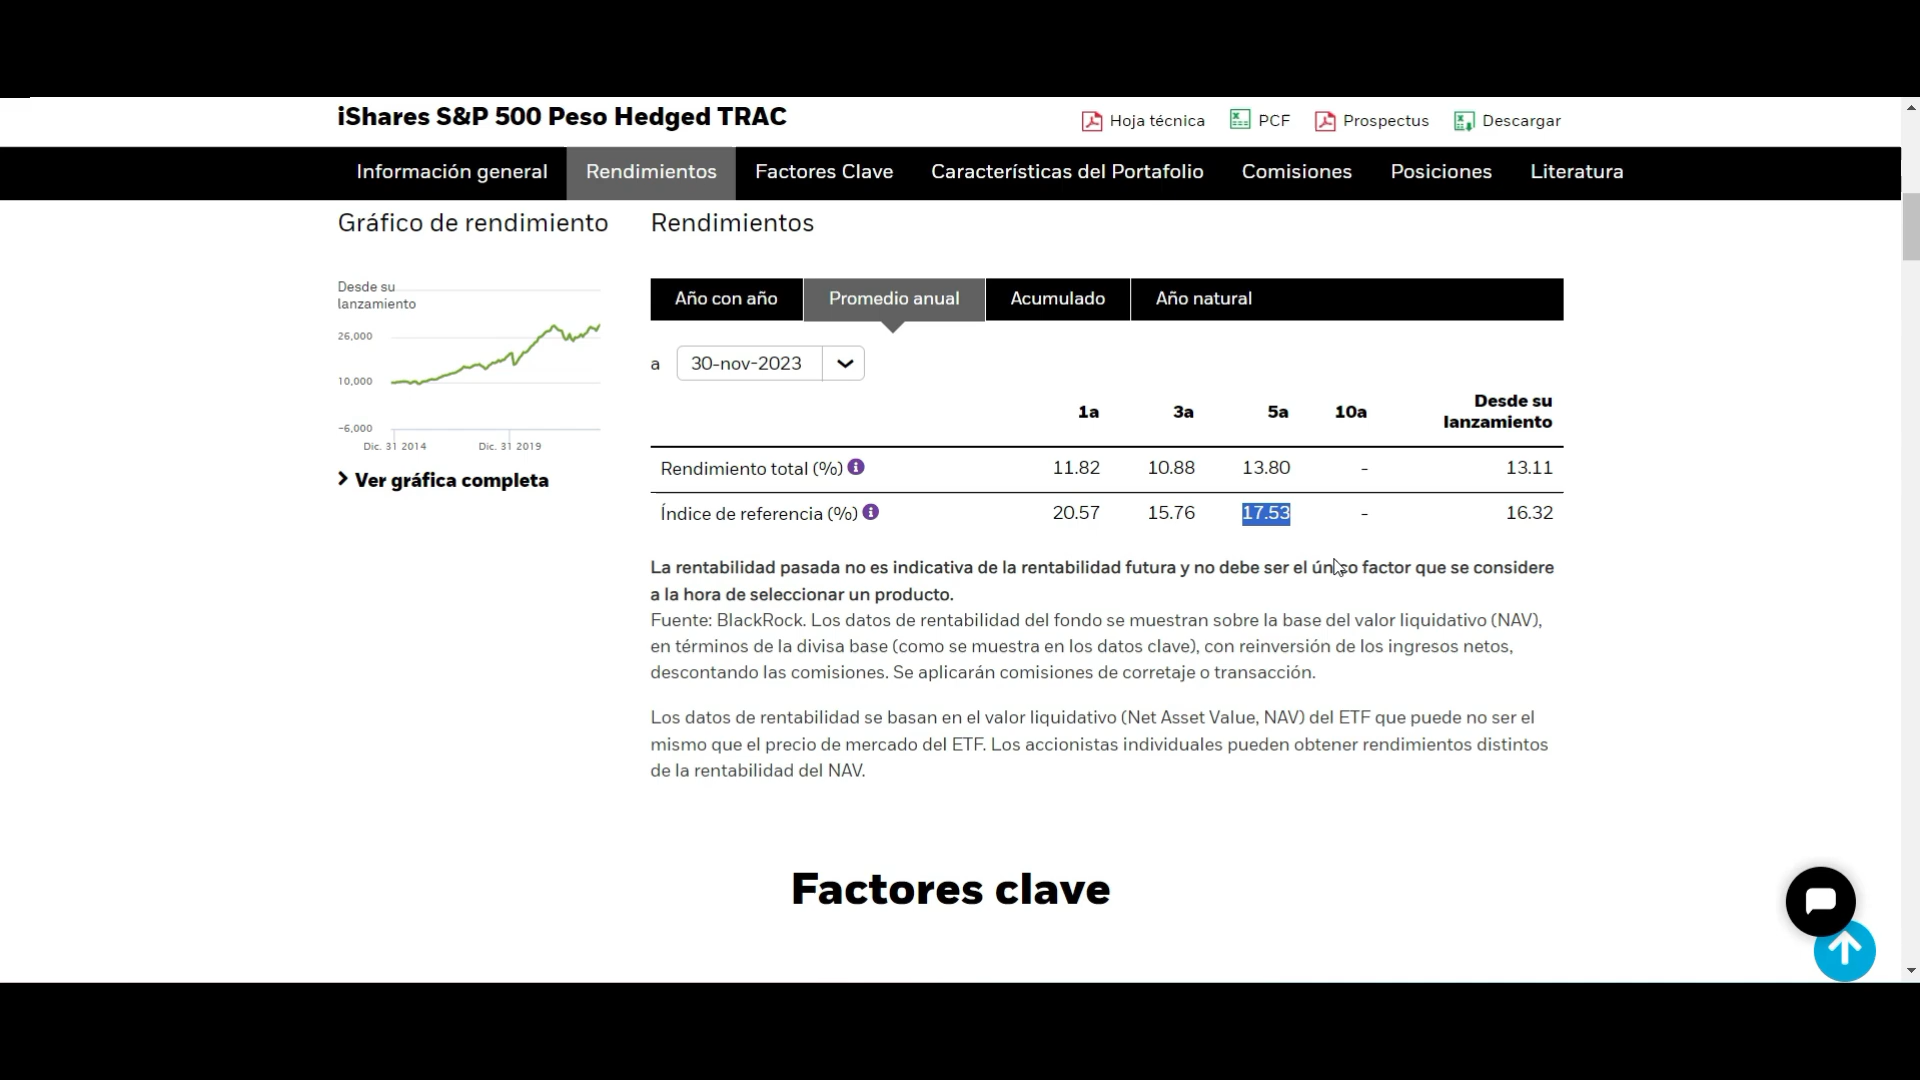 iShares S&P 500 Peso Hedged TRAC
Hoja técnica
PCF
Prospectus
Descargar
Información general
Rendimientos
Factores Clave
Características del Portafolio
Comisiones
Posiciones
Literatura
Gráfico de rendimiento
Desde su
lanzamiento
26,000
10,000
-6,000
Dic. 31 2014
Dic. 31 2019
Ver gráfica completa
Rendimientos
Año con año
Promedio anual
Acumulado
Año natural
a 30-nov-2023
1a 3a 5a 10a Desde su
lanzamiento
Rendimiento total (%) 11.82 10.88 13.80 - 13.11
Índice de referencia (%) 20.57 15.76 17.53 - 16.32
La rentabilidad pasada no es indicativa de la rentabilidad futura y no debe ser el único factor que se considere
a la hora de seleccionar un producto.
Fuente: BlackRock. Los datos de rentabilidad del fondo se muestran sobre la base del valor liquidativo (NAV),
en términos de la divisa base (como se muestra en los datos clave), con reinversión de los ingresos netos,
descontando las comisiones. Se aplicarán comisiones de corretaje o transacción.
Los datos de rentabilidad se basan en el valor liquidativo (Net Asset Value, NAV) del ETF que puede no ser el
mismo que el precio de mercado del ETF. Los accionistas individuales pueden obtener rendimientos distintos
de la rentabilidad del NAV.
Factores clave